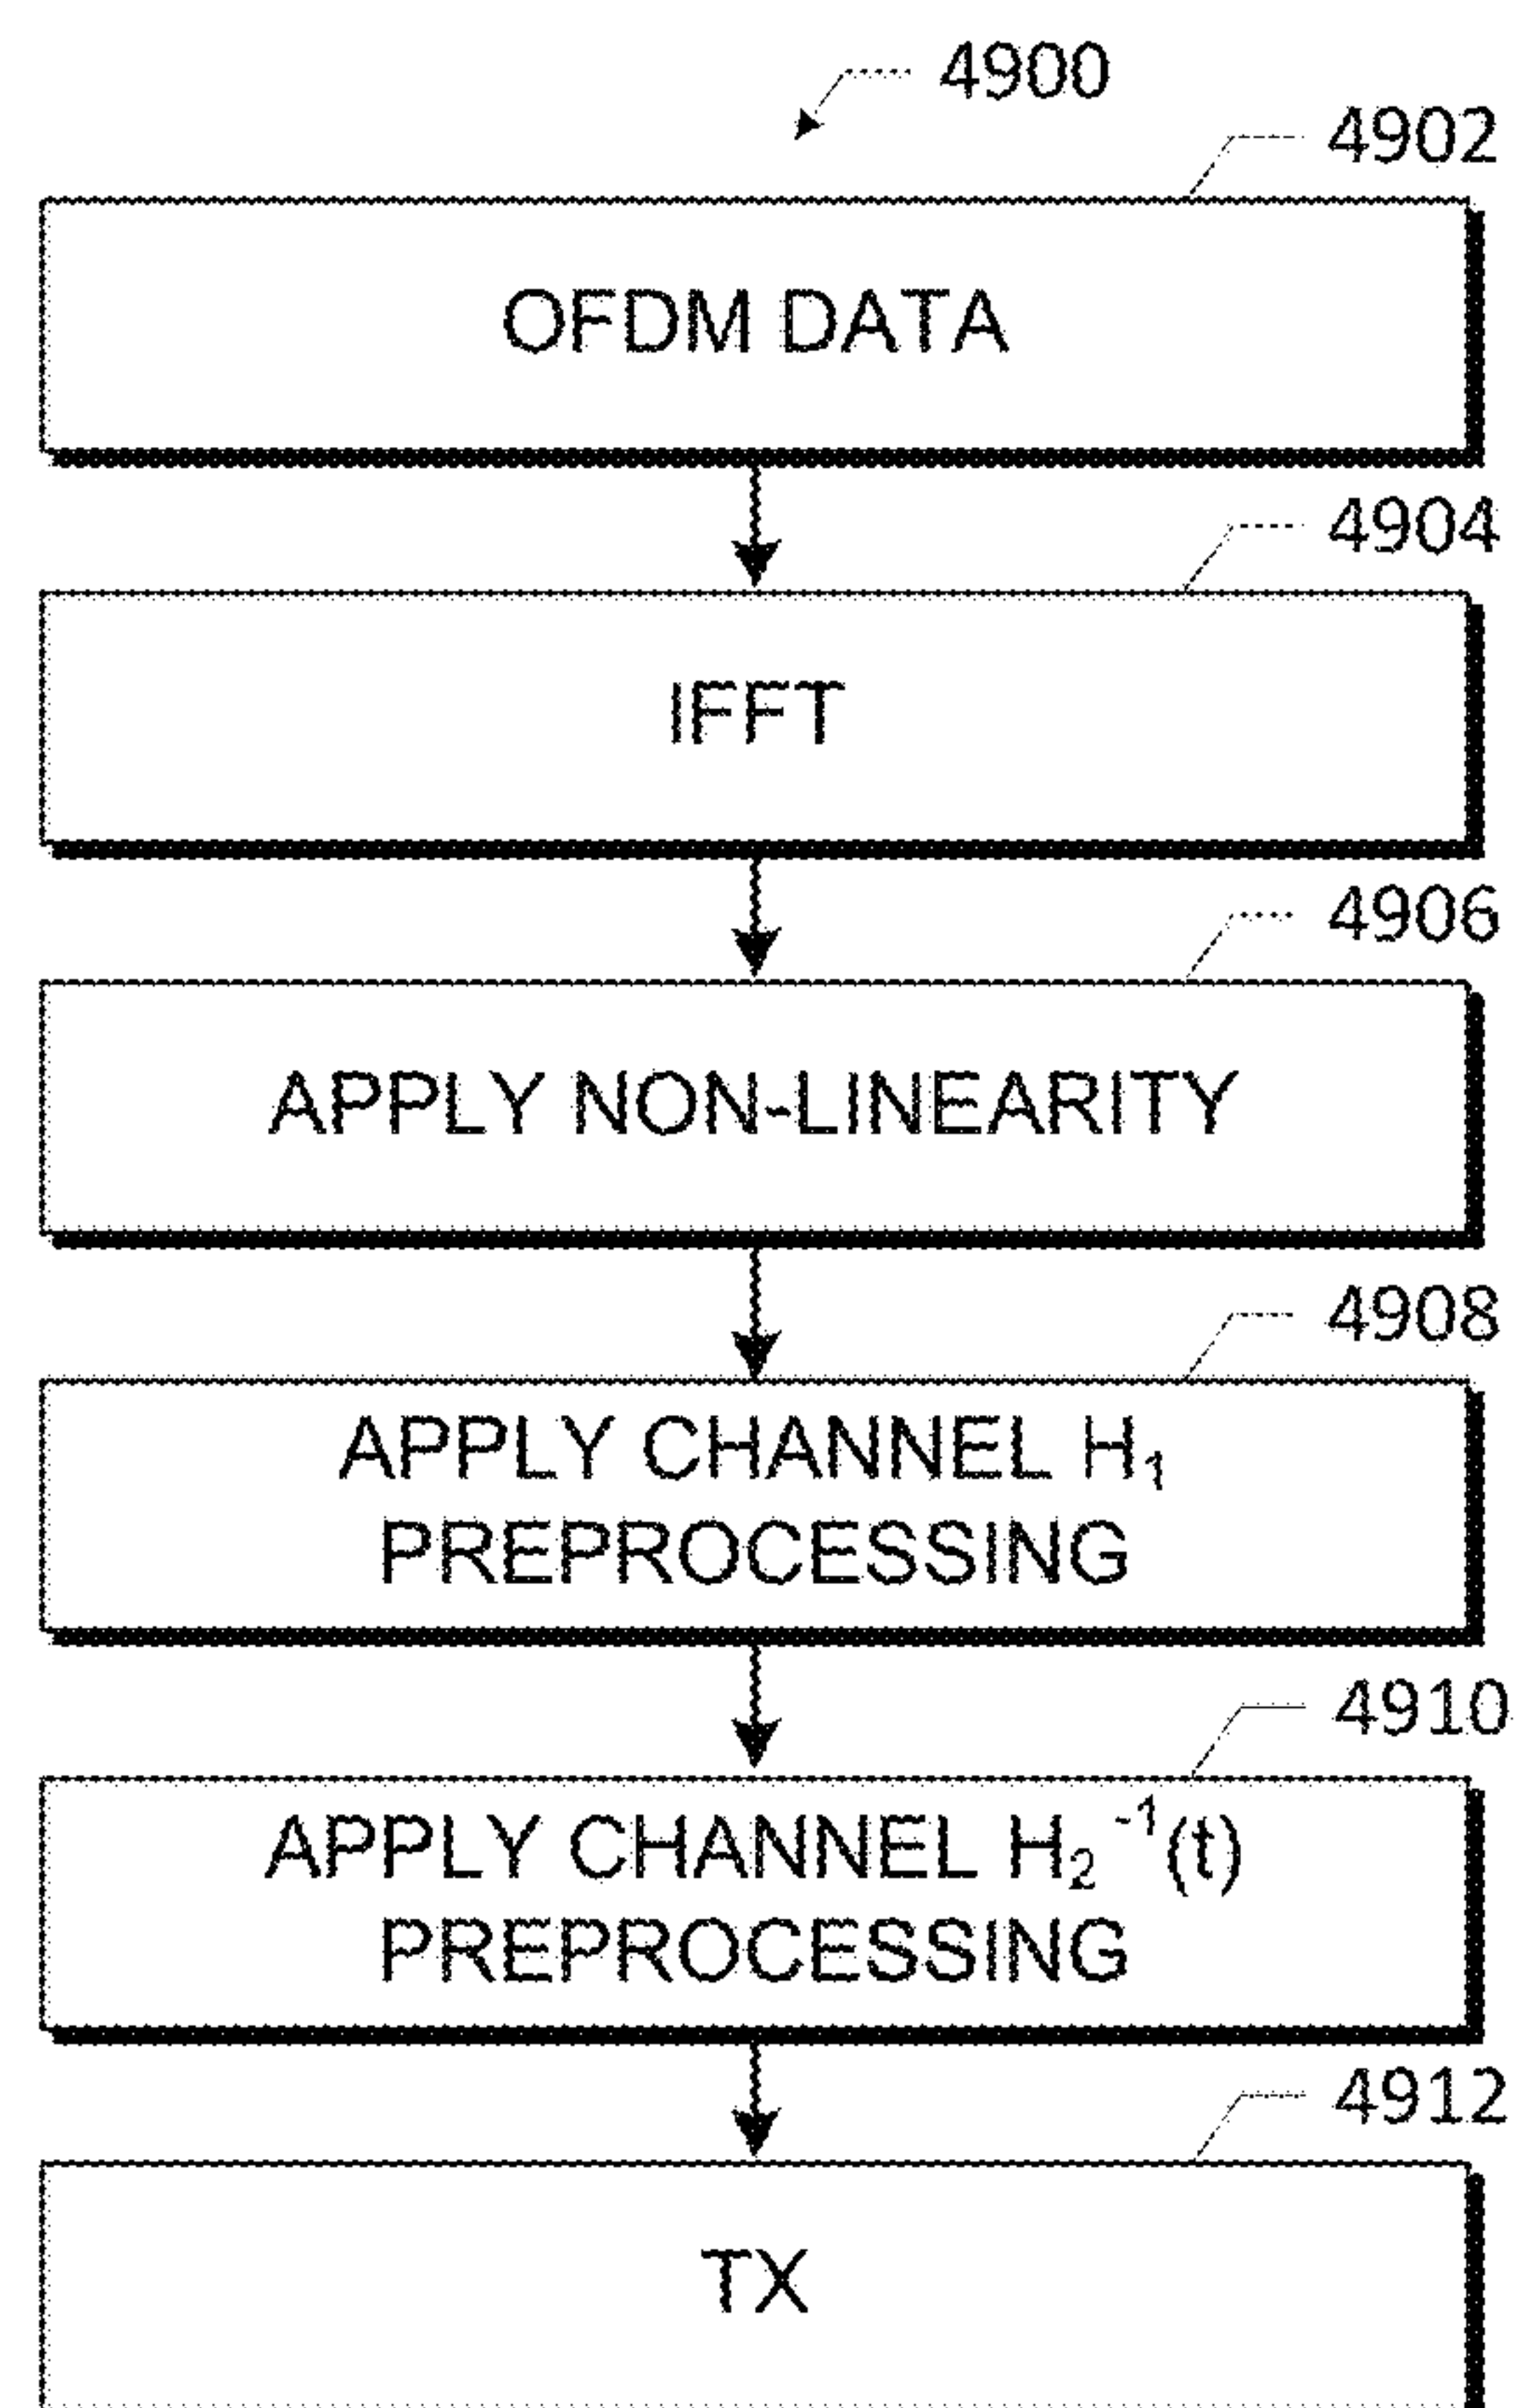 4900
4902
OFDM DATA
4904
IFFT
4906
APPLY NON-LINEARITY
4908
APPLY CHANNEL H₁
PREPROCESSING
4910
APPLY CHANNEL H₂⁻¹(t)
PREPROCESSING
4912
TX